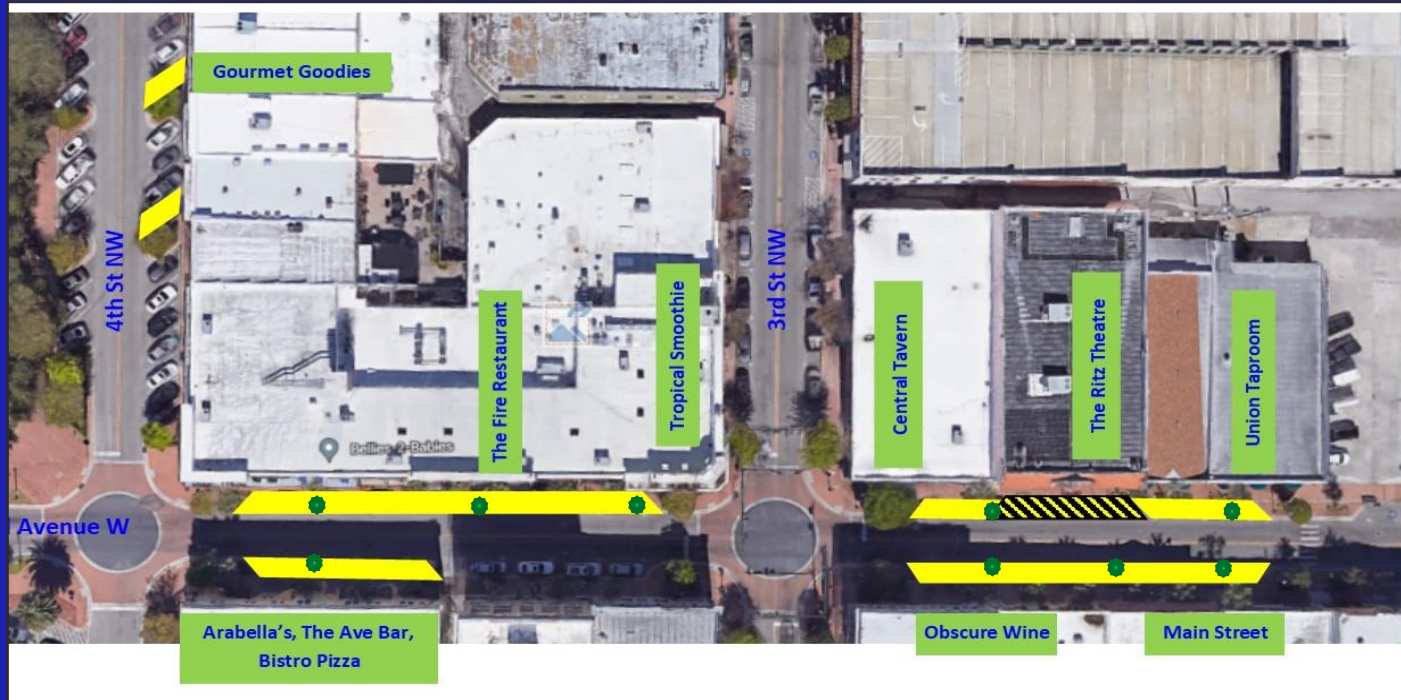 Gourmet Goodies
4th St NW
3rd St NW
The Fire Restaurant
Tropical Smoothie
Central Tavern
The Ritz Theatre
Union Taproom
Bellies-2-Babies
Avenue W
Arabella’s, The Ave Bar,
Bistro Pizza
Obscure Wine
Main Street